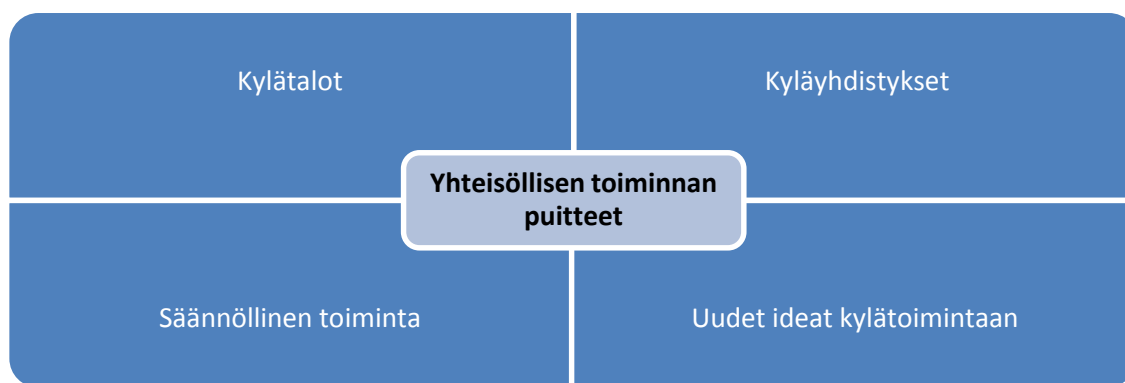 Kylätalot
Kyläyhdistykset
Yhteisöllisen toiminnan
puitteet
Säännöllinen toiminta
Uudet ideat kylätoimintaan